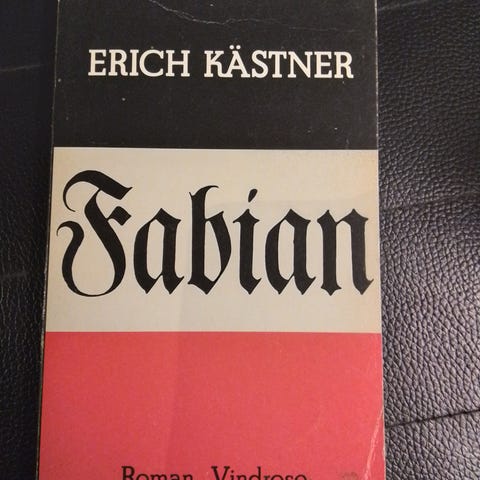 ERICH KÄSTNER
Fabian
Roman Vindrose